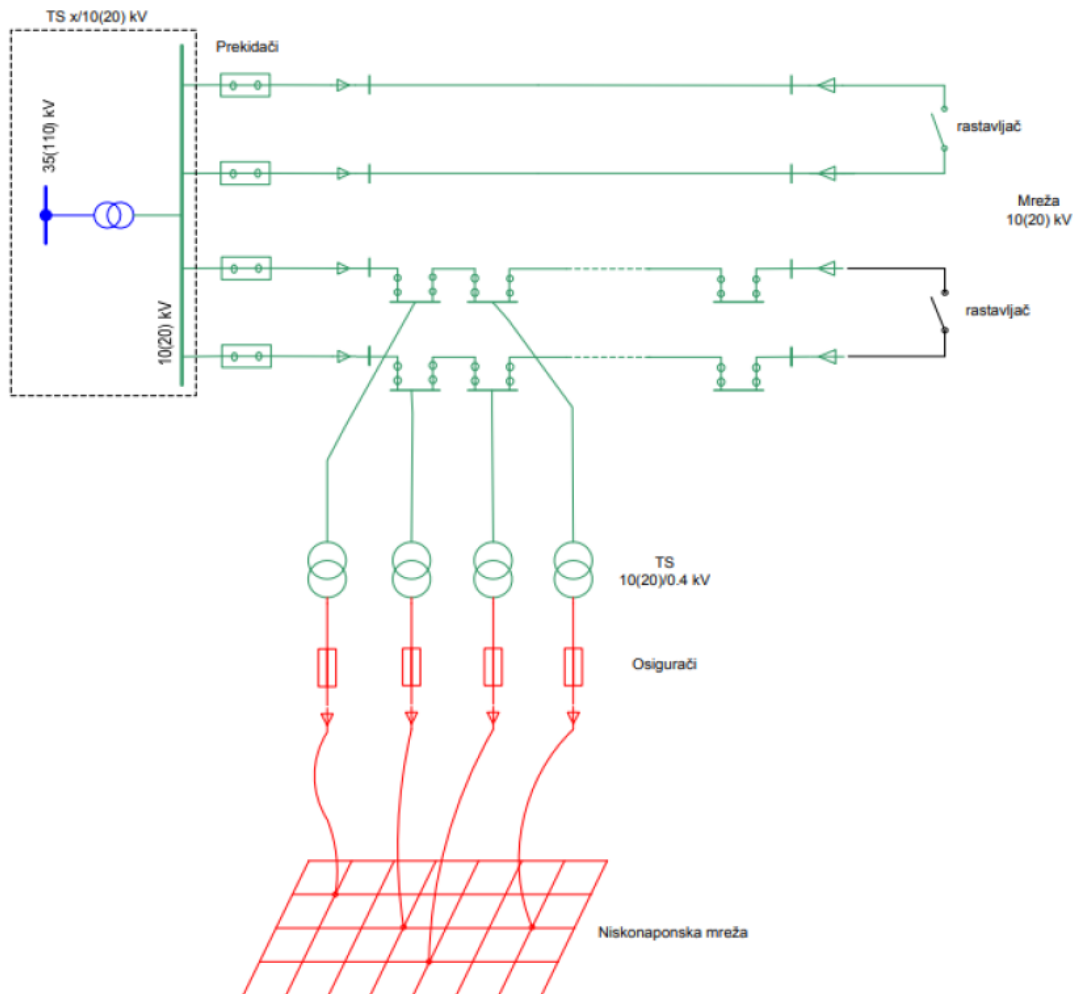 TS x/10(20) kV
Prekidači
35(110) kV
rastavljač
Mreža
10(20) kV
10(20) kV
rastavljač
TS
10(20)/0.4 kV
Osigurači
Niskonaponska mreža